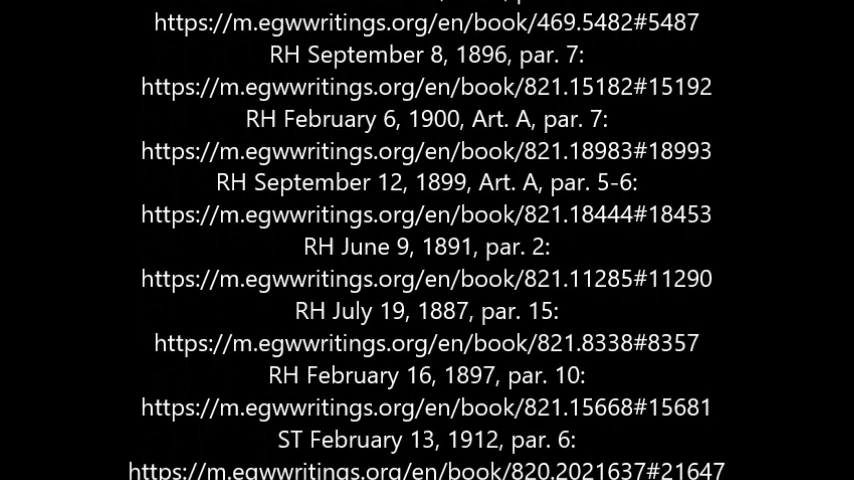 https://m.egwwritings.org/en/book/469.5482#5487
RH September 8, 1896, par. 7:
https://m.egwwritings.org/en/book/821.15182#15192
RH February 6, 1900, Art. A, par. 7:
https://m.egwwritings.org/en/book/821.18983#18993
RH September 12, 1899, Art. A, par. 5-6:
https://m.egwwritings.org/en/book/821.18444#18453
RH June 9, 1891, par. 2:
https://m.egwwritings.org/en/book/821.11285#11290
RH July 19, 1887, par. 15:
https://m.egwwritings.org/en/book/821.8338#8357
RH February 16, 1897, par. 10:
https://m.egwwritings.org/en/book/821.15668#15681
ST February 13, 1912, par. 6:
https://m.egwwritings.org/en/book/820.2021637#21647